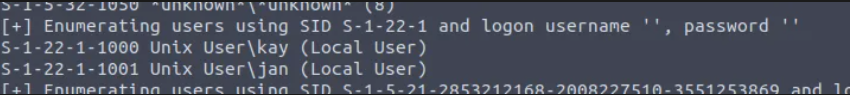 S-1-5-32-1050 *unknown*\*unknown* (8)
[+] Enumerating users using SID S-1-22-1 and logon username '', password ''
S-1-22-1-1000 Unix User\kay (Local User)
S-1-22-1-1001 Unix User\jan (Local User)
[+] Enumerating users using SID S-1-5-21-2853212168-2008227510-3551253869 and lo